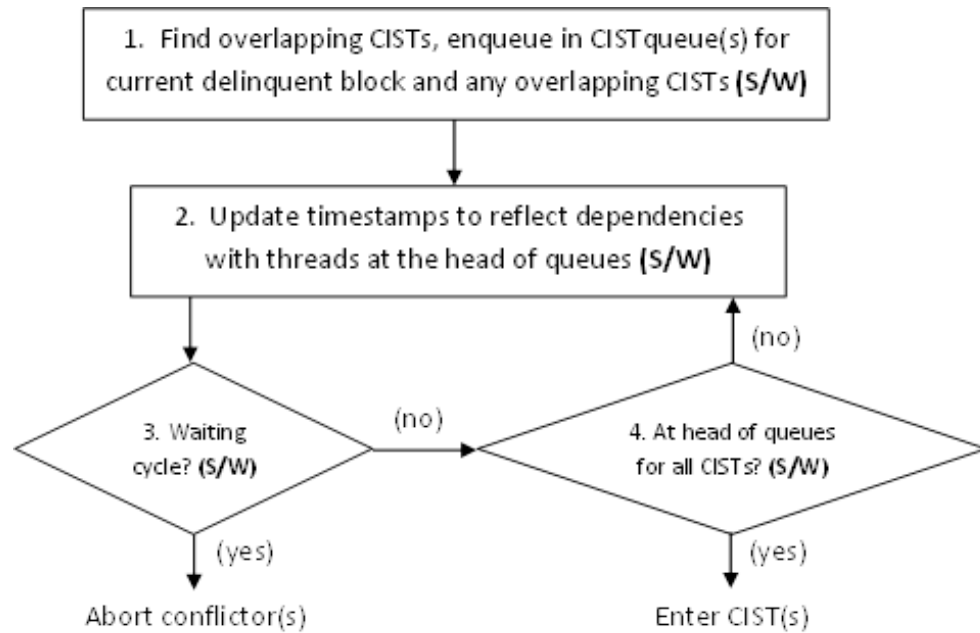 1. Find overlapping CISTs, enqueue in CISTqueue(s) for
current delinquent block and any overlapping CISTs (S/W)
2. Update timestamps to reflect dependencies
with threads at the head of queues (S/W)
(no)
3. Waiting
cycle? (S/W)
(no)
4. At head of queues
for all CISTs? (S/W)
(yes)
(yes)
Abort conflictor(s)
Enter CIST(s)